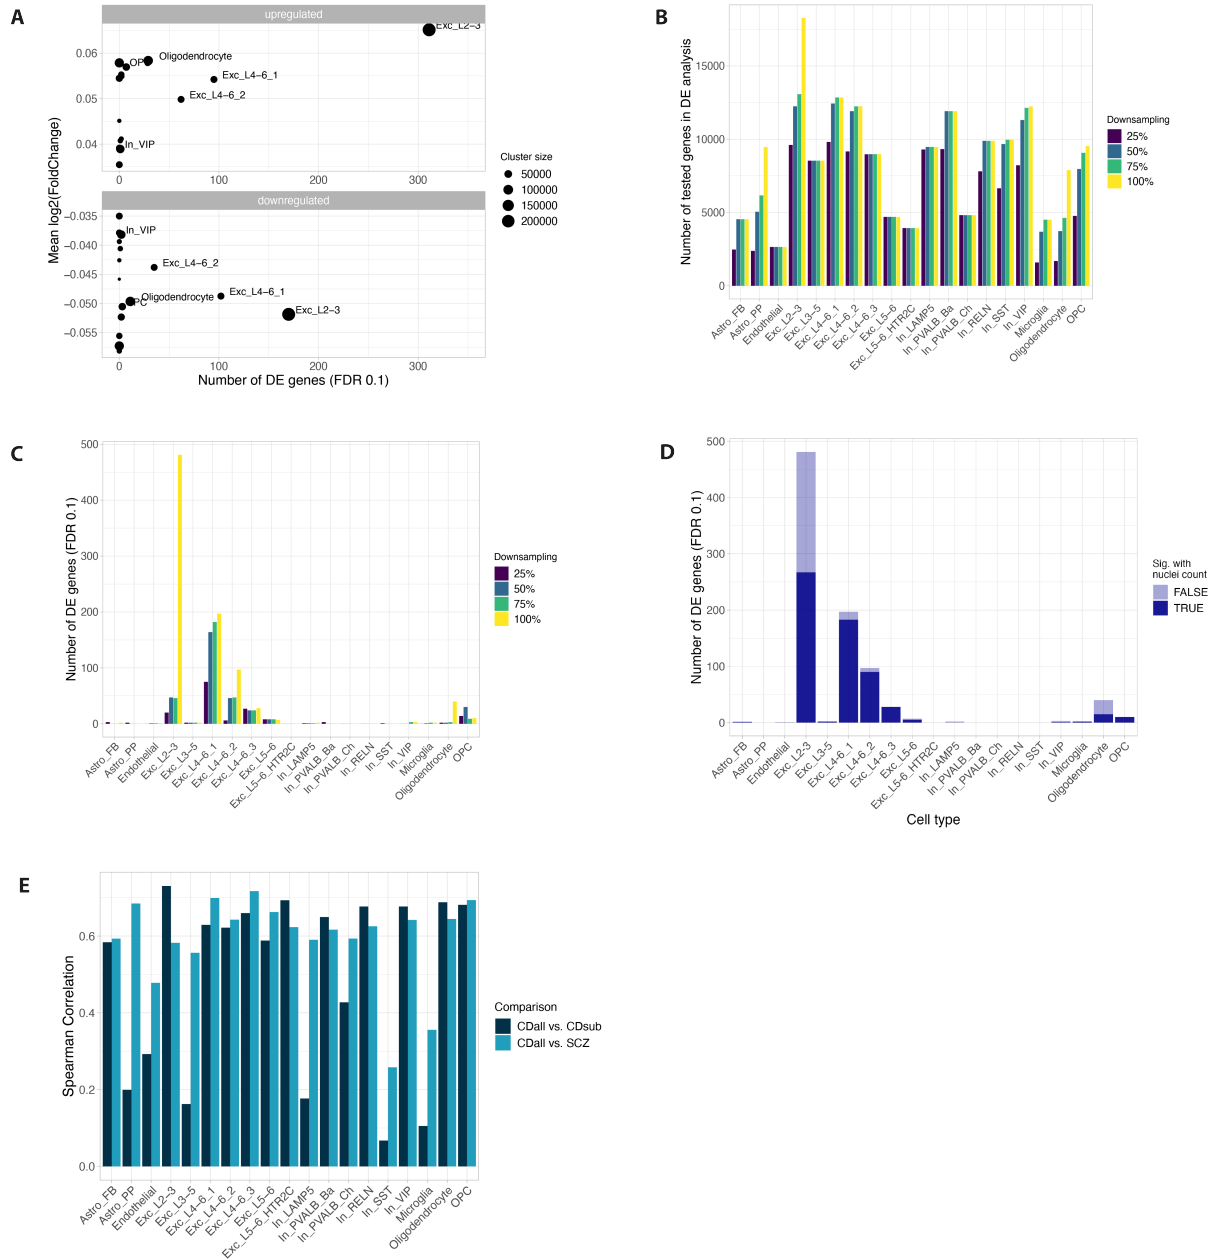 A
upregulated
Exc_L2−3
Oligodendrocyte
OP
Exc_L4−6_1
Exc_L4−6_2
In_VIP
0.06
0.05
0.04
0
100
200
300
Mean log2(FoldChange)
downregulated
In_VIP
Exc_L4−6_2
Oligodendrocyte
PC
Exc_L4−6_1
Exc_L2−3
−0.035
−0.040
−0.045
−0.050
−0.055
0
100
200
300
Number of DE genes (FDR 0.1)
Cluster size
50000
100000
150000
200000
B
Number of tested genes in DE analysis
15000
10000
5000
0
Astro_FB
Astro_PP
Endothelial
Exc_L2−3
Exc_L3−5
Exc_L4−6_1
Exc_L4−6_2
Exc_L4−6_3
Exc_L5−6
Exc_L5−6_HTR2C
In_LAMP5
In_PVALB_Ba
In_PVALB_Ch
In_RELN
In_SST
In_VIP
Microglia
Oligodendrocyte
OPC
Downsampling
25%
50%
75%
100%
C
Number of DE genes (FDR 0.1)
500
400
300
200
100
0
Astro_FB
Astro_PP
Endothelial
Exc_L2−3
Exc_L3−5
Exc_L4−6_1
Exc_L4−6_2
Exc_L4−6_3
Exc_L5−6
Exc_L5−6_HTR2C
In_LAMP5
In_PVALB_Ba
In_PVALB_Ch
In_RELN
In_SST
In_VIP
Microglia
Oligodendrocyte
OPC
Downsampling
25%
50%
75%
100%
D
Number of DE genes (FDR 0.1)
500
400
300
200
100
0
Astro_FB
Astro_PP
Endothelial
Exc_L2−3
Exc_L3−5
Exc_L4−6_1
Exc_L4−6_2
Exc_L4−6_3
Exc_L5−6
Exc_L5−6_HTR2C
In_LAMP5
In_PVALB_Ba
In_PVALB_Ch
In_RELN
In_SST
In_VIP
Microglia
Oligodendrocyte
OPC
Cell type
Sig. with
nuclei count
FALSE
TRUE
E
Spearman Correlation
0.6
0.4
0.2
0.0
Astro_FB
Astro_PP
Endothelial
Exc_L2−3
Exc_L3−5
Exc_L4−6_1
Exc_L4−6_2
Exc_L4−6_3
Exc_L5−6
Exc_L5−6_HTR2C
In_LAMP5
In_PVALB_Ba
In_PVALB_Ch
In_RELN
In_SST
In_VIP
Microglia
Oligodendrocyte
OPC
Comparison
CDall vs. CDsub
CDall vs. SCZ